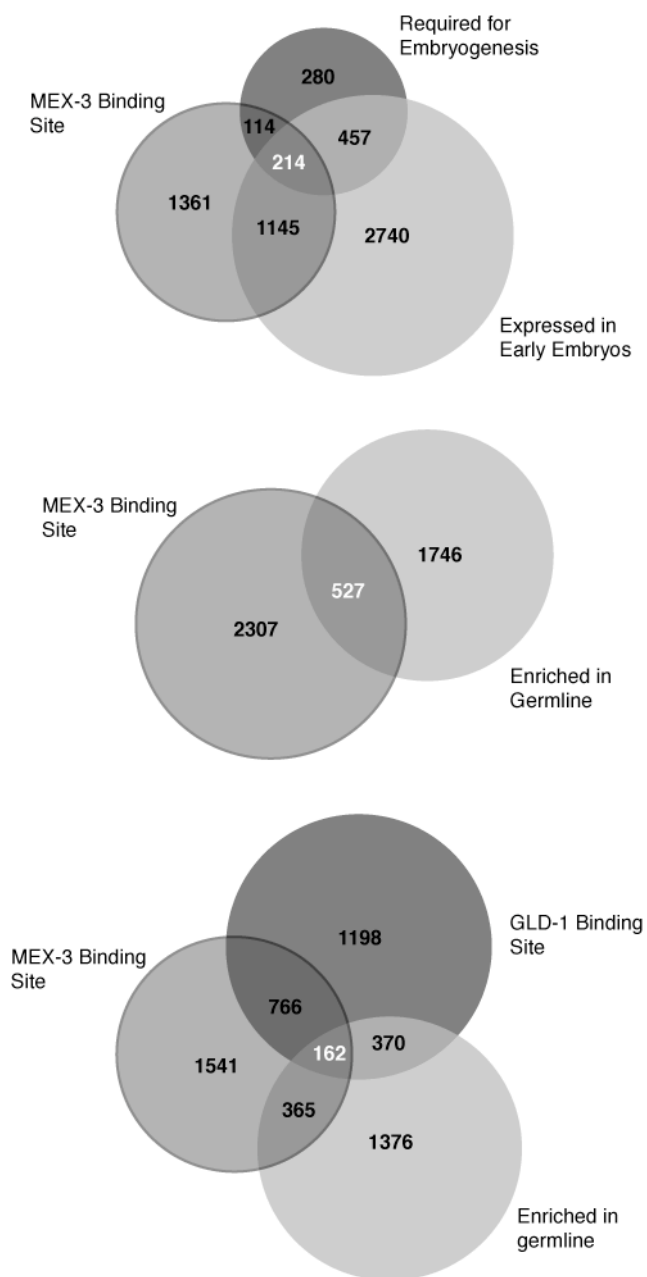 Required for
Embryogenesis
280
MEX-3 Binding
Site
114
457
214
1361
1145
2740
Expressed in
Early Embryos
MEX-3 Binding
Site
1746
527
2307
Enriched in
Germline
1198
GLD-1 Binding
Site
MEX-3 Binding
Site
766
162
370
1541
365
1376
Enriched in
germline